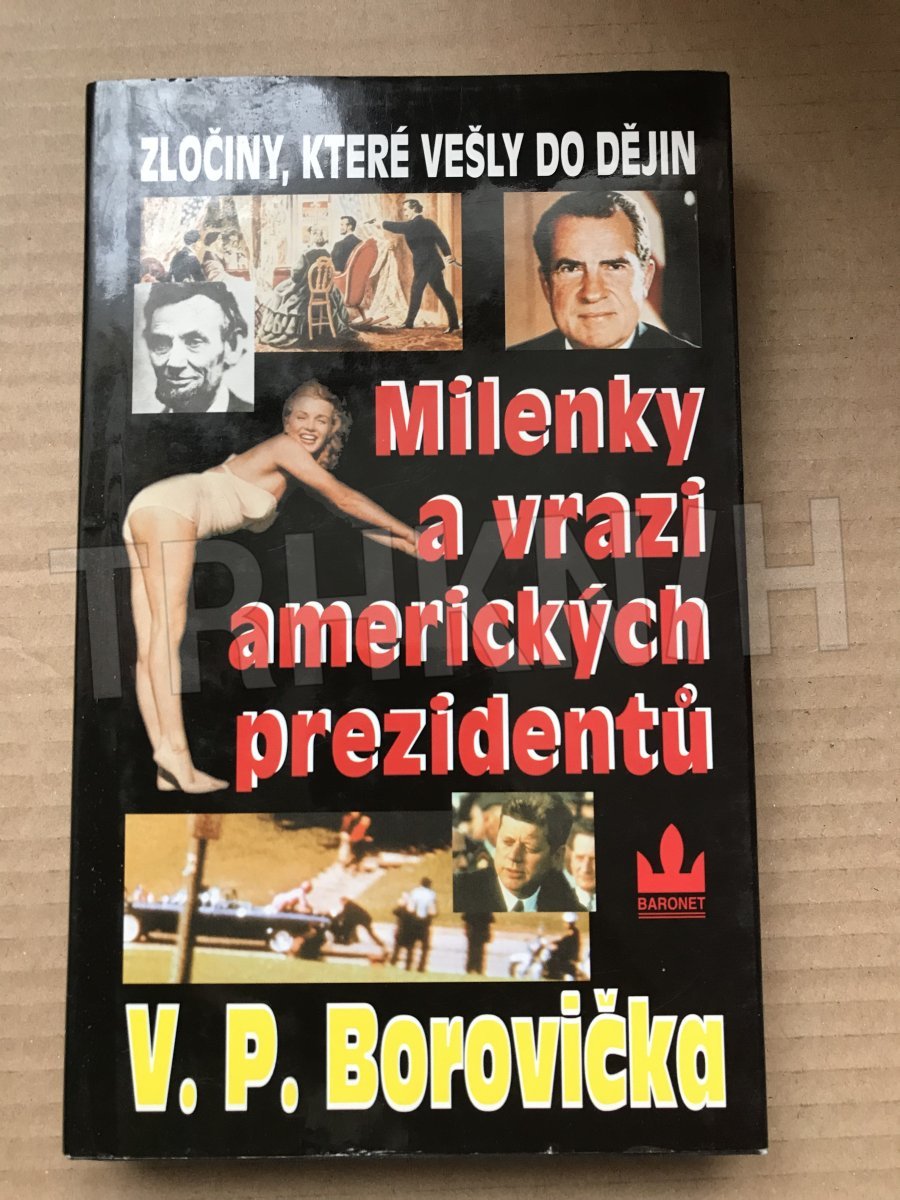 ZLOČINY, KTERÉ VEŠLY DO DĚJIN
Milenky
a vrazi
amerických
prezidentů
BARONET
V. P. Borovička
TRHKNIH